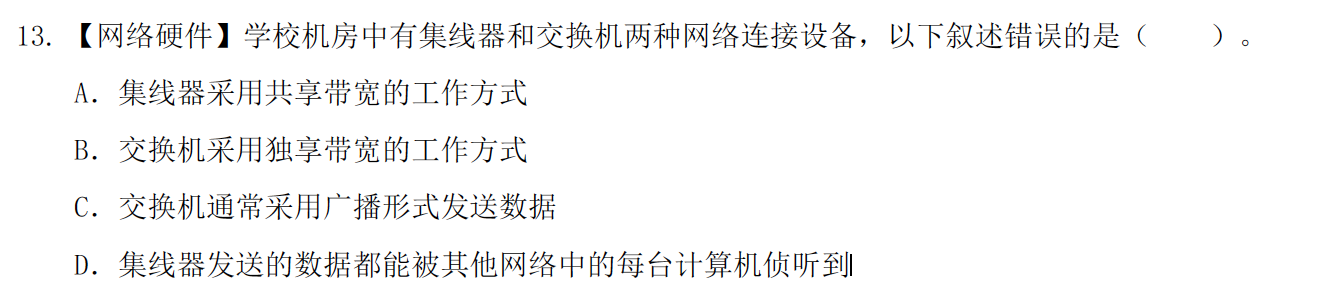 13. 【网络硬件】学校机房中有集线器和交换机两种网络连接设备，以下叙述错误的是（  ）。
A. 集线器采用共享带宽的工作方式
B. 交换机采用独享带宽的工作方式
C. 交换机通常采用广播形式发送数据
D. 集线器发送的数据都能被其他网络中的每台计算机侦听到